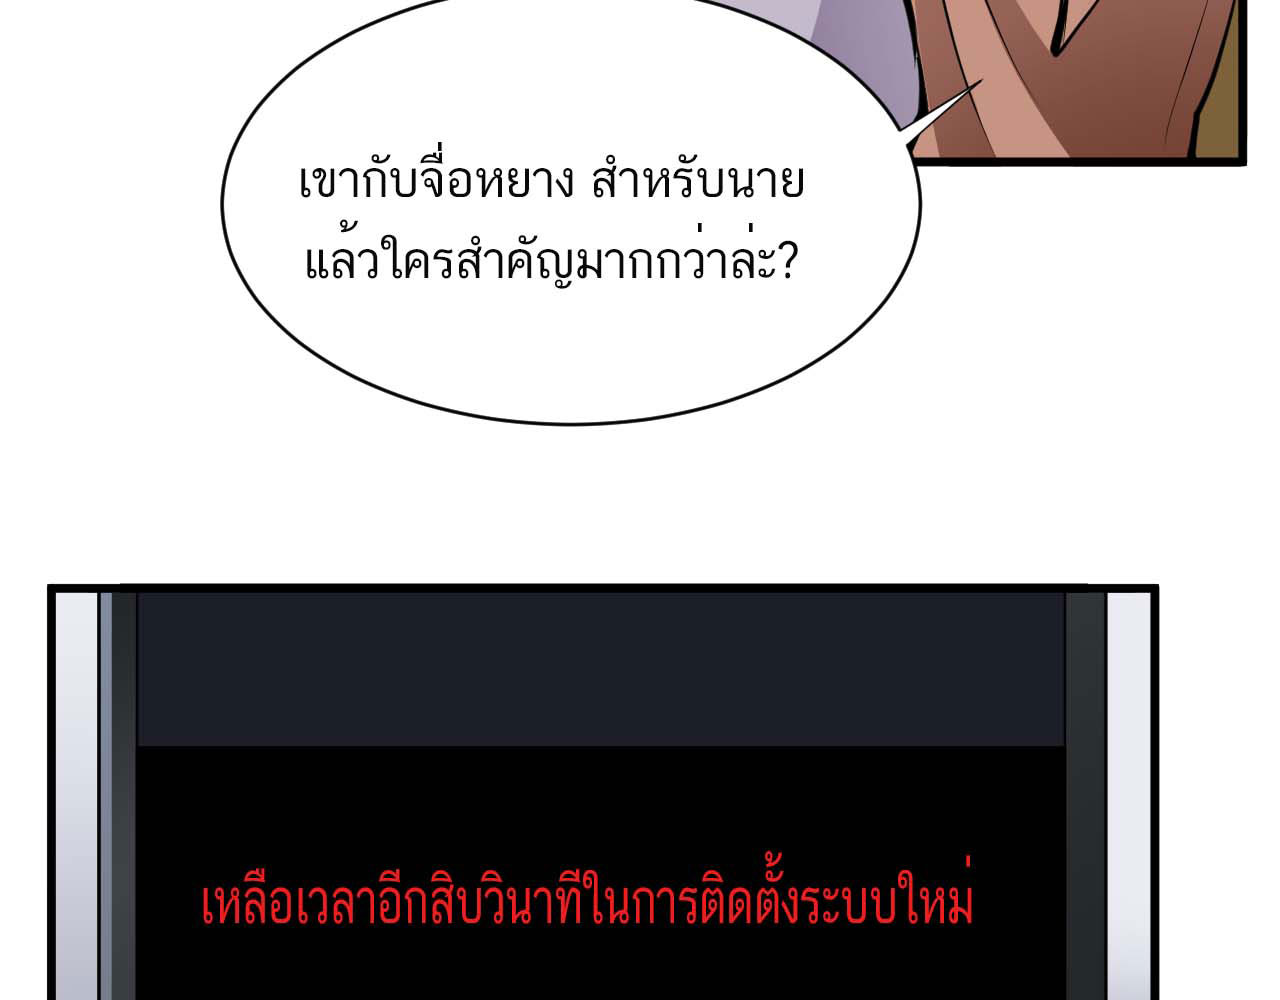 เขากับจื่อหยาง สำหรับนาย
แล้วใครสำคัญมากกว่าล่ะ?
เหลือเวลาอีกสิบวินาทีในการติดตั้งระบบใหม่